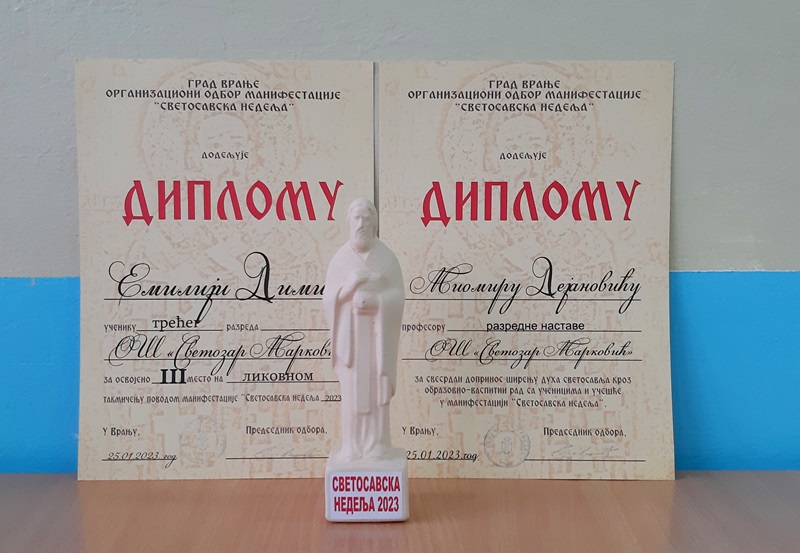 ГРАД ВРАЊЕ
ОРГАНИЗАЦИОНИ ОДБОР МАНИФЕСТАЦИЈЕ
"СВЕТОСАВСКА НЕДЕЉА"
ДОДЕЉУЈЕ
ДИПЛОМУ
Емилији Дими
ученику трећег разреда
ОШ «Светозар Маркови
за освојено III место на ликовном
такмичењу поводом манифестације "Светосавска недеља 2023
У Врању, Председник одбора,
25.01.2023.год.
ГРАД ВРАЊЕ
ОРГАНИЗАЦИОНИ ОДБОР МАНИФЕСТАЦИЈЕ
"СВЕТОСАВСКА НЕДЕЉА"
ДОДЕЉУЈЕ
ДИПЛОМУ
Миомиру Дејановићу
професору разредне наставе
ОШ «Светозар Марковић»
за свесрдан допринос ширењу духа светосавља кроз
образовно-васпитни рад са ученицима и учешће
у манифестацији "Светосавска недеља".
У Врању, Председник одбора,
25.01.2023.год.
СВЕТОСАВСКА
НЕДЕЉА 2023